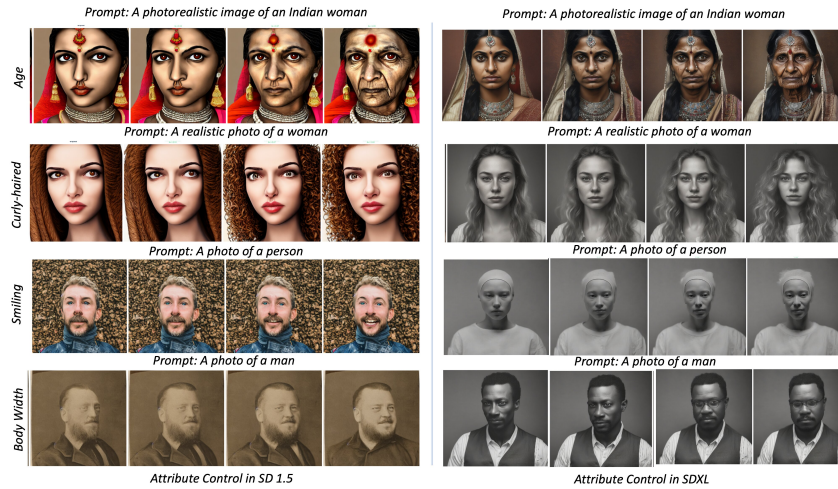 Prompt: A photorealistic image of an Indian woman
Prompt: A photorealistic image of an Indian woman
Age
Prompt: A realistic photo of a woman
Prompt: A realistic photo of a woman
Curly-haired
Prompt: A photo of a person
Prompt: A photo of a person
Smiling
Prompt: A photo of a man
Prompt: A photo of a man
Body Width
Attribute Control in SD 1.5
Attribute Control in SDXL